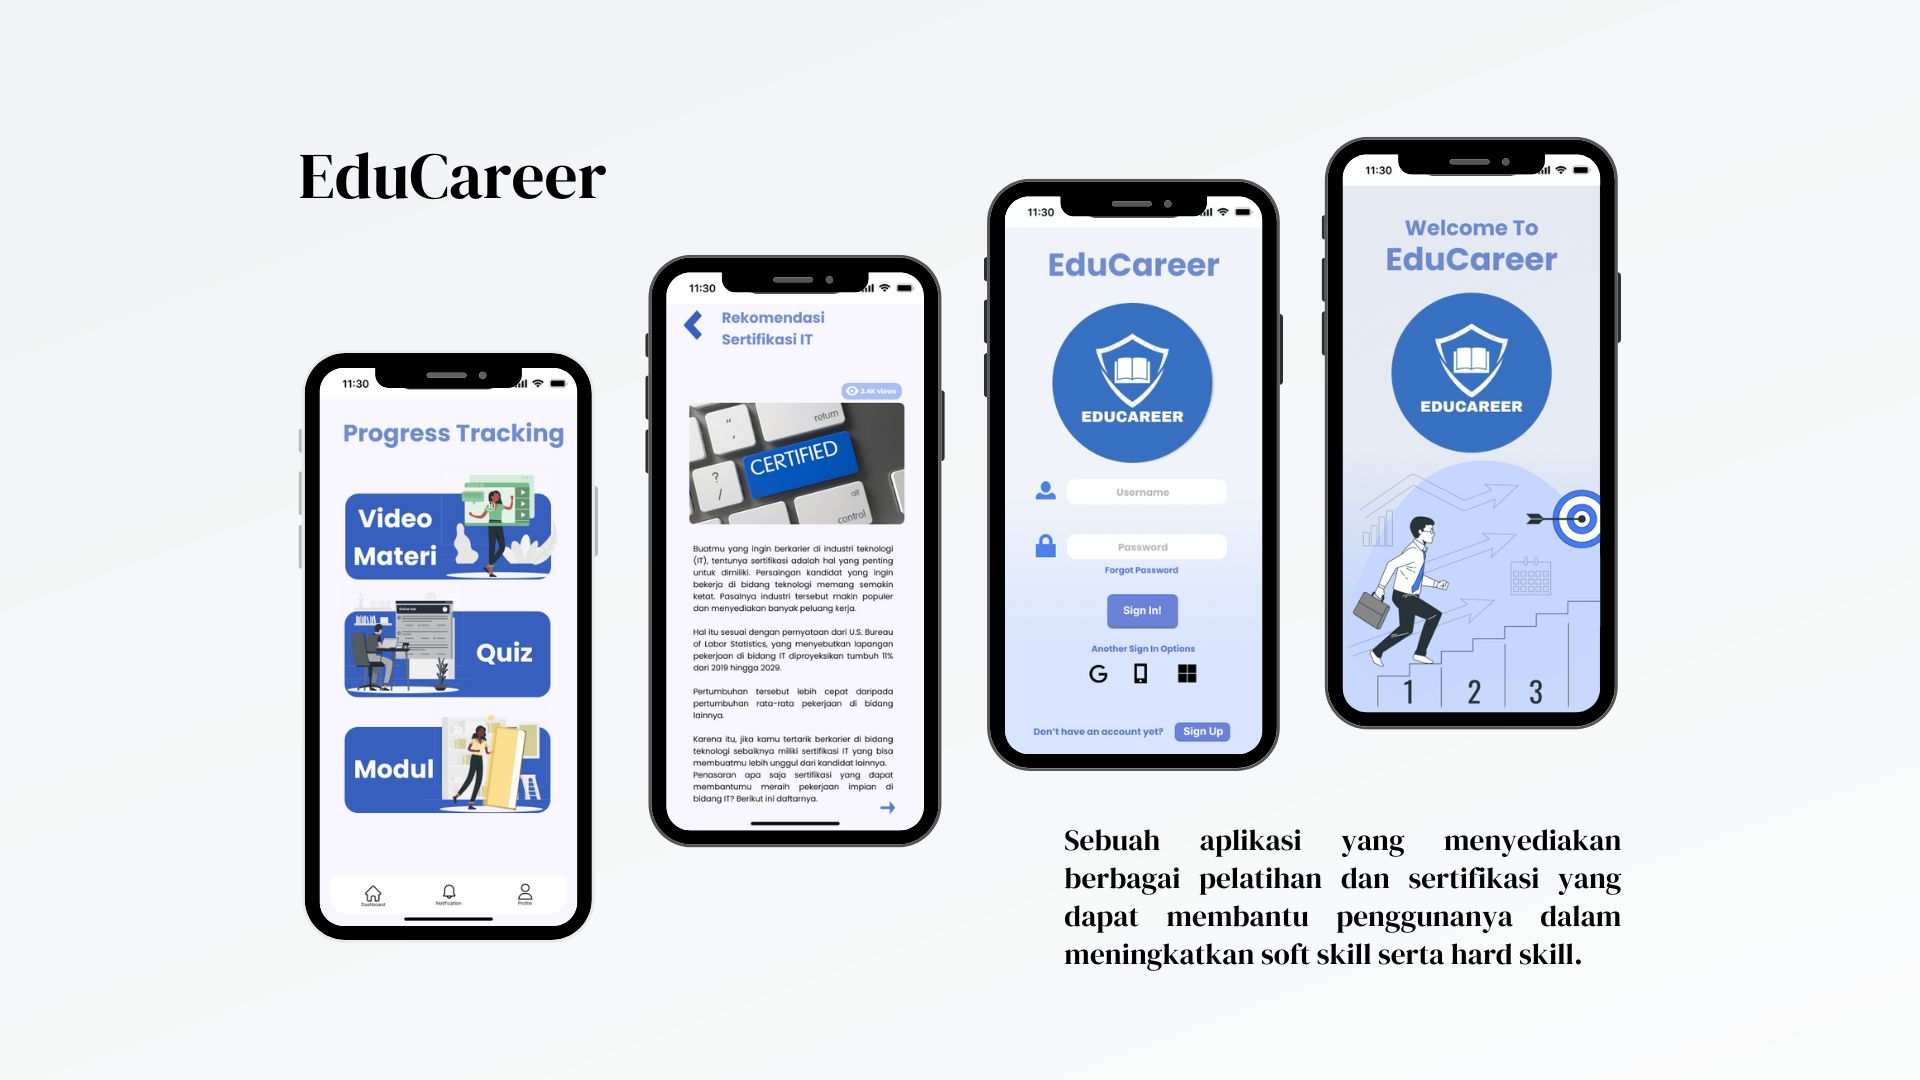 EduCareer
11:30
Progress Tracking
Video
Materi
Quiz
Modul
Dashboard
Notification
Profile
11:30
Rekomendasi
Sertifikasi IT
2.4K views
return
CERTIFIED
alt
control
Buatmu yang ingin berkarier di industri teknologi
(IT), tentunya sertifikasi adalah hal yang penting
untuk dimiliki. Persaingan kandidat yang ingin
bekerja di bidang teknologi memang semakin
ketat. Pasalnya industri tersebut makin populer
dan menyediakan banyak peluang kerja.
Hal itu sesuai dengan pernyataan dari U.S. Bureau
of Labor Statistics, yang menyebutkan lapangan
pekerjaan di bidang IT diproyeksikan tumbuh 11%
dari 2019 hingga 2029.
Pertumbuhan tersebut lebih cepat daripada
pertumbuhan rata-rata pekerjaan di bidang
lainnya.
Karena itu, jika kamu tertarik berkarier di bidang
teknologi sebaiknya miliki sertifikasi IT yang bisa
membuatmu lebih unggul dari kandidat lainnya.
Penasaran apa saja sertifikasi yang dapat
membantumu meraih pekerjaan impian di
bidang IT? Berikut ini daftarnya.
11:30
EduCareer
EDUCAREER
Username
Password
Forgot Password
Sign In!
Another Sign In Options
G
Don't have an account yet? Sign Up
11:30
Welcome To
EduCareer
EDUCAREER
1 2 3
Sebuah aplikasi yang menyediakan
berbagai pelatihan dan sertifikasi yang
dapat membantu penggunanya dalam
meningkatkan soft skill serta hard skill.